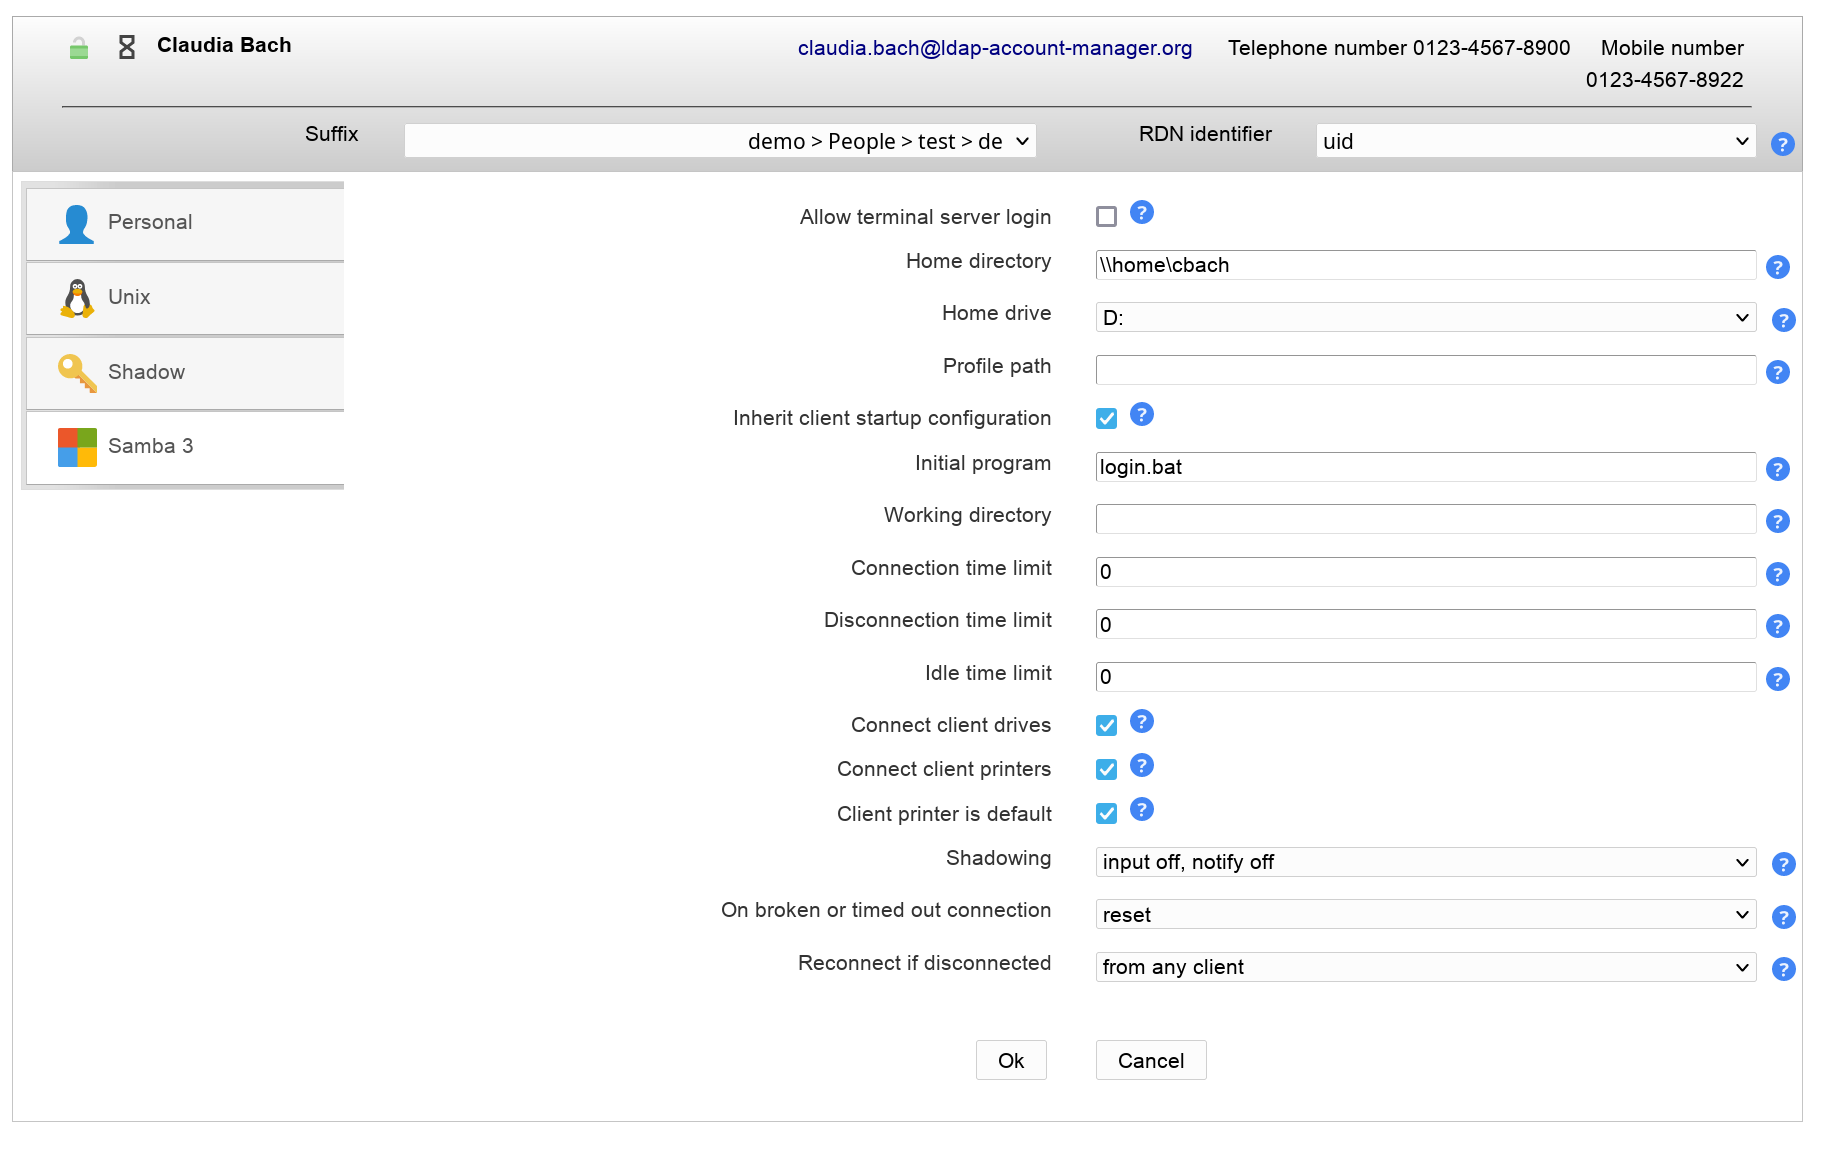 Claudia Bach
claudia.bach@ldap-account-manager.org Telephone number 0123-4567-8900 Mobile number
0123-4567-8922
Suffix demo > People > test > de RDN identifier uid
Personal
Unix
Shadow
Samba 3
Allow terminal server login
Home directory \\home\cbach
Home drive D:
Profile path
Inherit client startup configuration
Initial program login.bat
Working directory
Connection time limit 0
Disconnection time limit 0
Idle time limit 0
Connect client drives
Connect client printers
Client printer is default
Shadowing input off, notify off
On broken or timed out connection reset
Reconnect if disconnected from any client
Ok Cancel